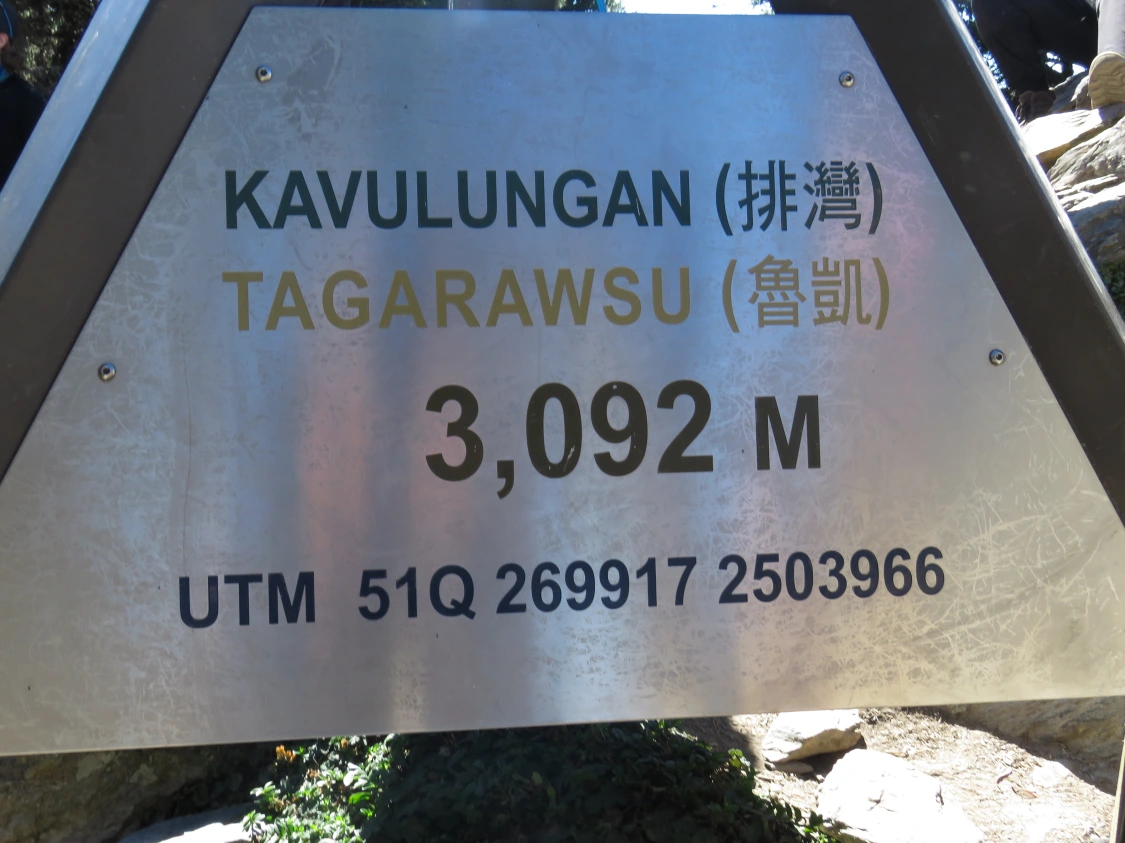 KAVULUNGAN (排灣)
TAGARAWSU (魯凱)
3,092 M
UTM 51Q 269917 2503966